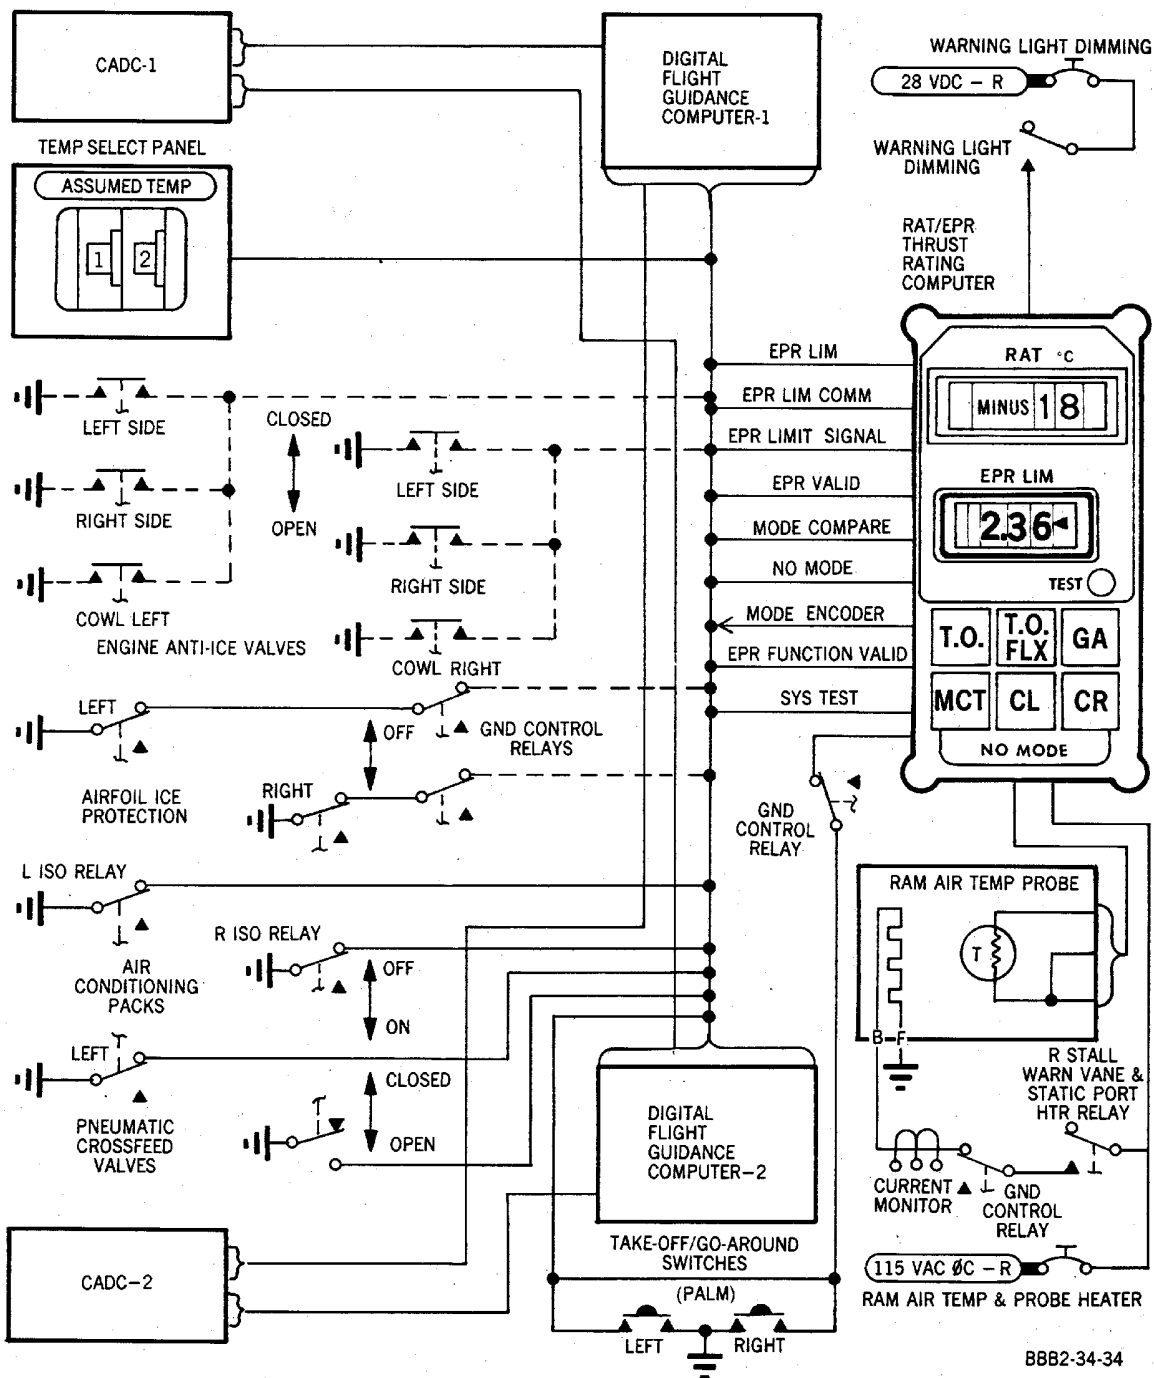 CADC-1
DIGITAL
FLIGHT
GUIDANCE
COMPUTER-1
WARNING LIGHT DIMMING
28 VDC - R
WARNING LIGHT
DIMMING
TEMP SELECT PANEL
ASSUMED TEMP
1 2
RAT/EPR
THRUST
RATING
COMPUTER
RAT °C
MINUS 18
EPR LIM
2.36
TEST
T.O.
T.O.
FLX
GA
MCT
CL
CR
NO MODE
EPR LIM
EPR LIM COMM
EPR LIMIT SIGNAL
EPR VALID
MODE COMPARE
NO MODE
MODE ENCODER
EPR FUNCTION VALID
SYS TEST
LEFT SIDE
RIGHT SIDE
COWL LEFT
CLOSED
OPEN
LEFT SIDE
RIGHT SIDE
COWL RIGHT
ENGINE ANTI-ICE VALVES
LEFT
OFF
GND CONTROL
RELAYS
RIGHT
AIRFOIL ICE
PROTECTION
GND
CONTROL
RELAY
L ISO RELAY
R ISO RELAY
OFF
ON
AIR
CONDITIONING
PACKS
LEFT
CLOSED
OPEN
PNEUMATIC
CROSSFEED
VALVES
RAM AIR TEMP PROBE
T
B F
R STALL
WARN VANE &
STATIC PORT
HTR RELAY
CURRENT
MONITOR
GND
CONTROL
RELAY
DIGITAL
FLIGHT
GUIDANCE
COMPUTER-2
CADC-2
TAKE-OFF/GO-AROUND
SWITCHES
(PALM)
LEFT
RIGHT
115 VAC ØC - R
RAM AIR TEMP & PROBE HEATER
BBB2-34-34